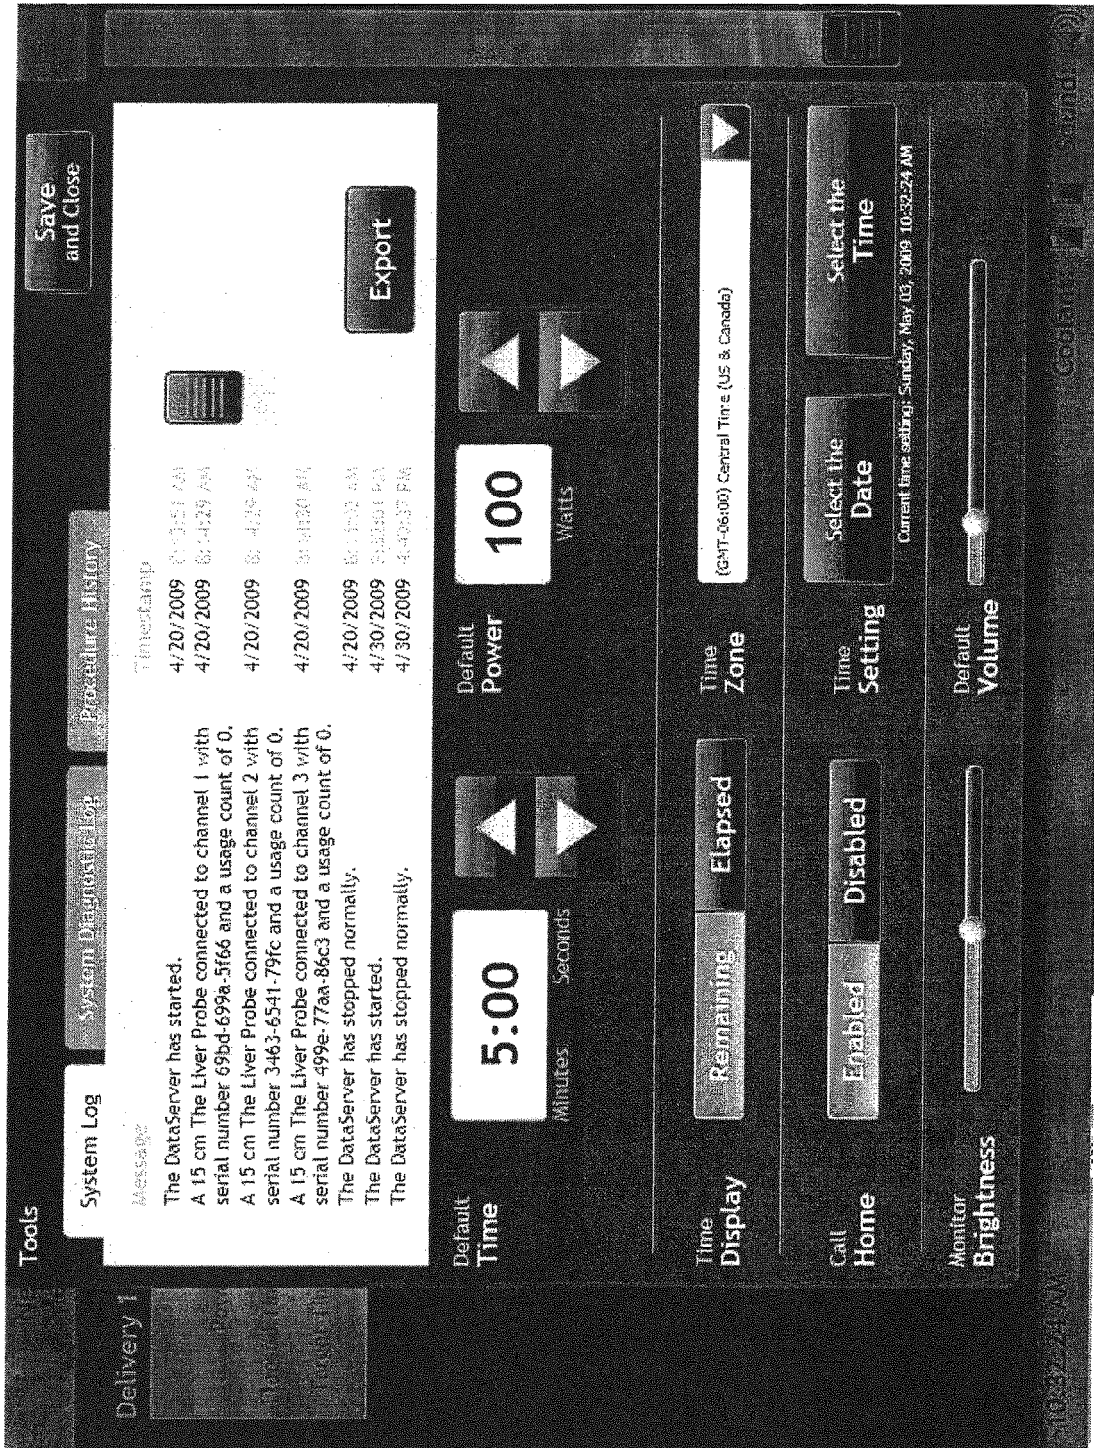 Tools
Save
and Close
System Log
System Diagnostic Log
Procedure History
Message
Timestamp
The DataServer has started.
4/20/2009
A 15 cm The Liver Probe connected to channel 1 with
4/20/2009
serial number 69bd-699a-5f66 and a usage count of 0.
A 15 cm The Liver Probe connected to channel 2 with
4/20/2009
serial number 3463-6541-79fc and a usage count of 0.
A 15 cm The Liver Probe connected to channel 3 with
4/20/2009
serial number 499e-77aa-86c3 and a usage count of 0.
The DataServer has stopped normally.
4/20/2009
The DataServer has started.
4/30/2009
The DataServer has stopped normally.
4/30/2009
Export
Delivery 1
Default
Time
5:00
Minutes
Seconds
Default
Power
100
Watts
Time
Display
Remaining
Elapsed
Time
Zone
(GMT-06:00) Central Time (US & Canada)
Call
Home
Enabled
Disabled
Time
Setting
Select the
Date
Select the
Time
Current time setting: Sunday, May 03, 2009 10:32:24 AM
Monitor
Brightness
Default
Volume
10:32:24 AM
Sound